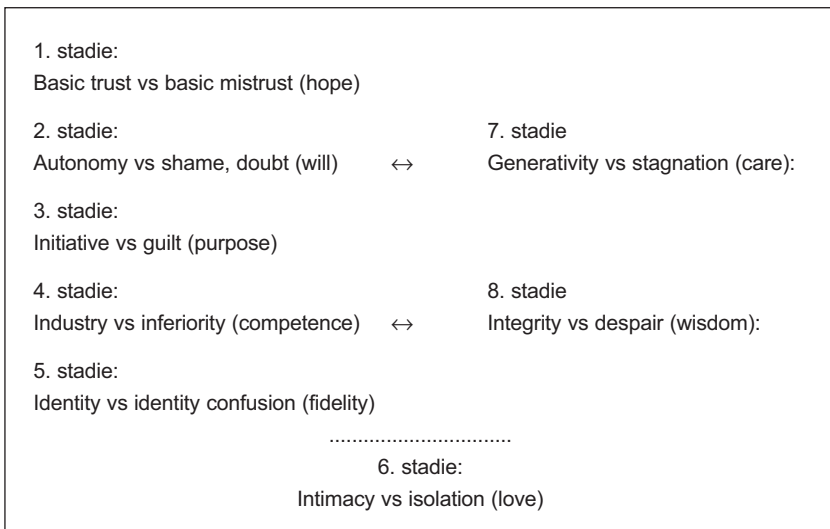 1. stadie:
Basic trust vs basic mistrust (hope)
2. stadie: 7. stadie
Autonomy vs shame, doubt (will) ↔ Generativity vs stagnation (care):
3. stadie:
Initiative vs guilt (purpose)
4. stadie: 8. stadie
Industry vs inferiority (competence) ↔ Integrity vs despair (wisdom):
5. stadie:
Identity vs identity confusion (fidelity)
................................
6. stadie:
Intimacy vs isolation (love)